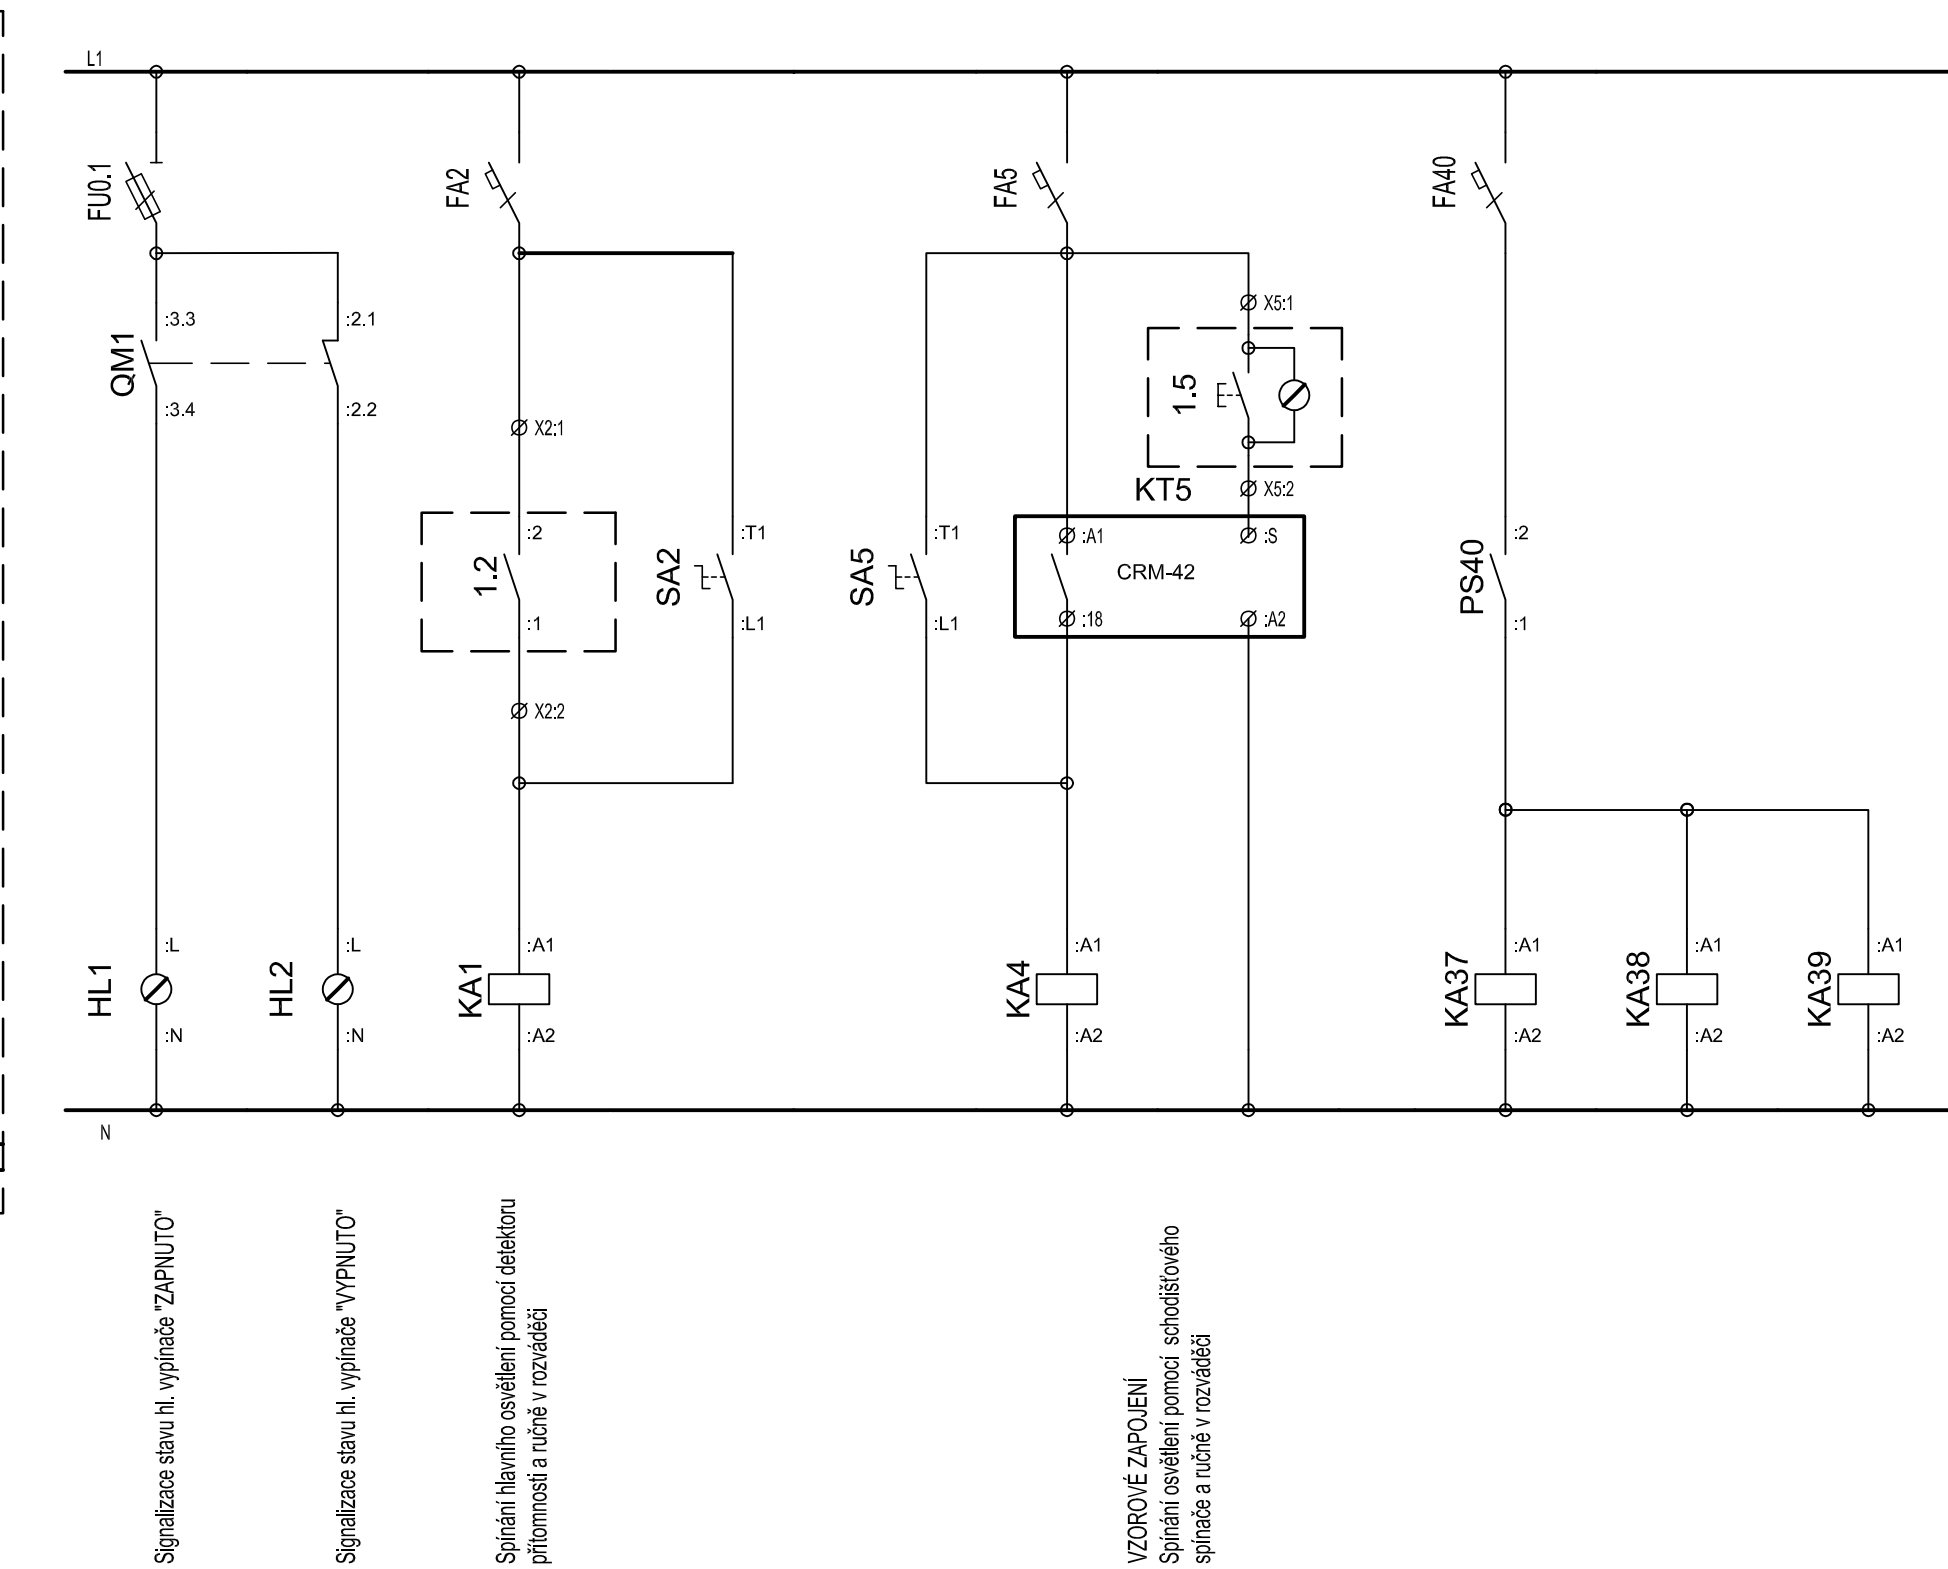 L1
FU0.1
FA2
FA5
FA40
QM1
:3.3
:3.4
:2.1
:2.2
X2:1
1.2
:2
:1
X2:2
SA2
:T1
:L1
SA5
:T1
:L1
X5:1
1.5
X5:2
KT5
:A1
:S
CRM-42
:18
:A2
PS40
:2
:1
HL1
:L
:N
HL2
:L
:N
KA1
:A1
:A2
KA4
:A1
:A2
KA37
:A1
:A2
KA38
:A1
:A2
KA39
:A1
:A2
N
Signalizace stavu hl. vypínače "ZAPNUTO"
Signalizace stavu hl. vypínače "VYPNUTO"
Spínání hlavního osvětlení pomocí detektoru
přítomnosti a ručně v rozváděči
VZOROVÉ ZAPOJENÍ
Spínání osvětlení pomocí schodišťového
spínače a ručně v rozváděči